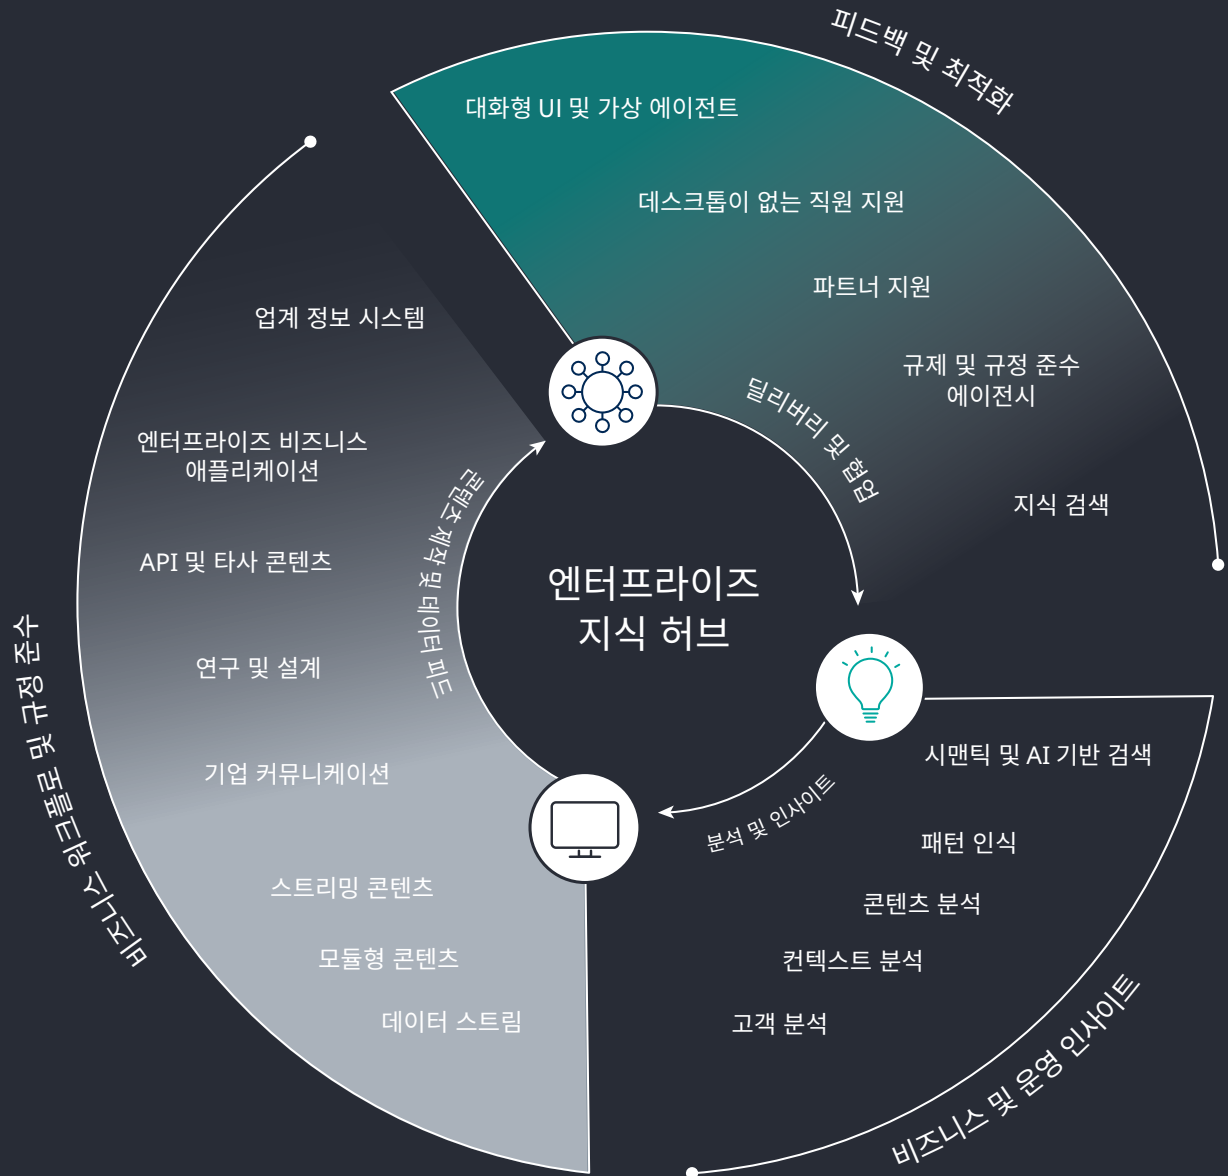 피드백 및 최적화
대화형 UI 및 가상 에이전트
데스크톱이 없는 직원 지원
파트너 지원
규제 및 규정 준수
에이전시
지식 검색
딜리버리 및 협업
업계 정보 시스템
엔터프라이즈 비즈니스
애플리케이션
API 및 타사 콘텐츠
연구 및 설계
기업 커뮤니케이션
스트리밍 콘텐츠
모듈형 콘텐츠
데이터 스트림
콘텐츠 제작 및 데이터 피드
비즈니스 워크플로 및 규정 준수
엔터프라이즈
지식 허브
시맨틱 및 AI 기반 검색
패턴 인식
콘텐츠 분석
컨텍스트 분석
고객 분석
분석 및 인사이트
비즈니스 및 운영 인사이트